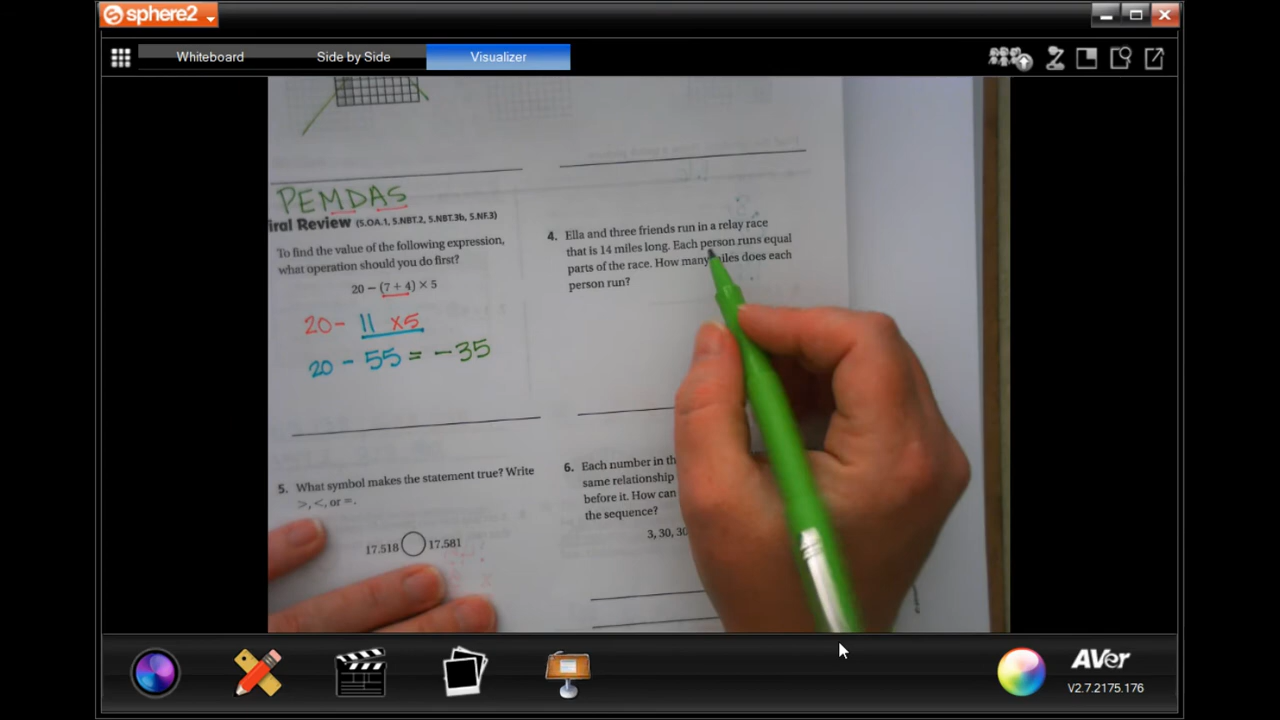 sphere2
Whiteboard
Side by Side
Visualizer
PEMDAS
iral Review (5.OA.1, 5.NBT.2, 5.NBT.3b, 5.NF.3)
To find the value of the following expression,
what operation should you do first?
20 − (7 + 4) × 5
20 - 11 x5
20 - 55 = -35
4. Ella and three friends run in a relay race
that is 14 miles long. Each person runs equal
parts of the race. How many miles does each
person run?
5. What symbol makes the statement true? Write
>, <, or =.
17.518 17.581
6. Each number in the
same relationship
before it. How can
the sequence?
3, 30, 30
AVer
V2.7.2175.176